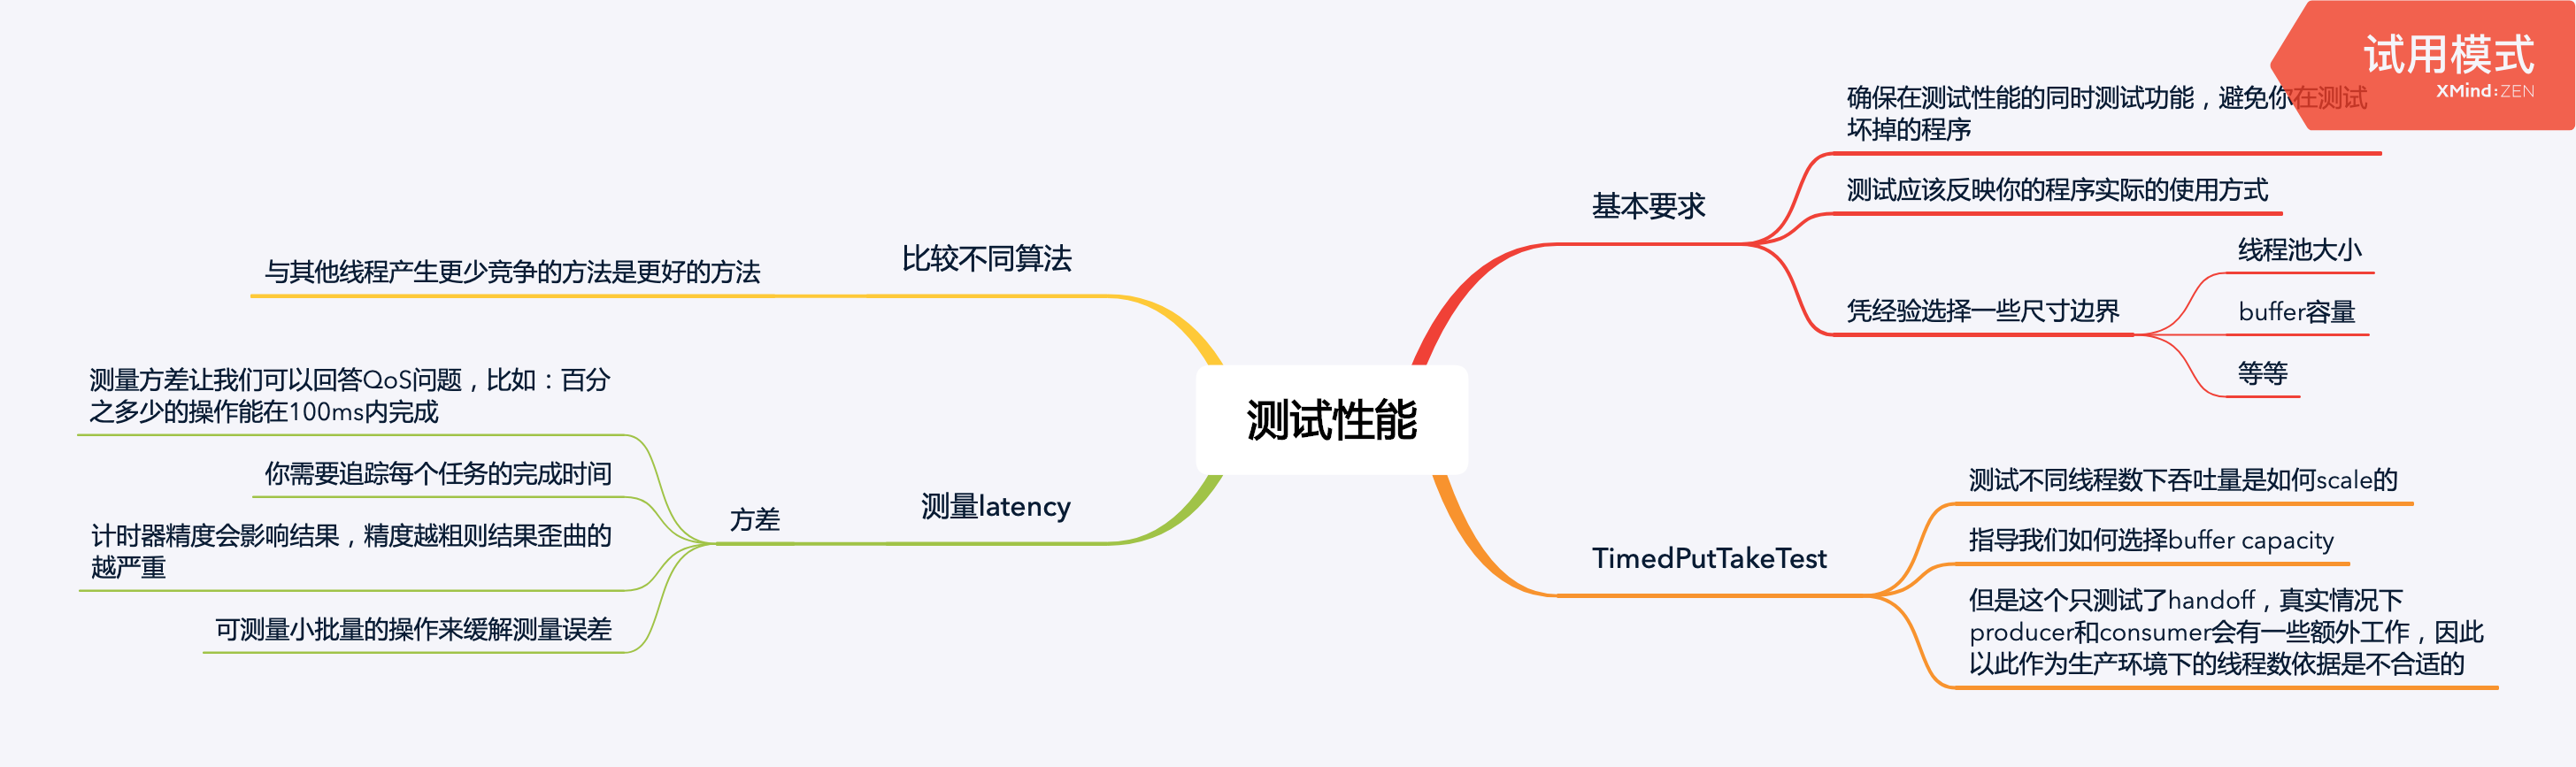 试用模式
XMind:ZEN
测试性能
基本要求
确保在测试性能的同时测试功能，避免你在测试
坏掉的程序
测试应该反映你的程序实际的使用方式
凭经验选择一些尺寸边界
线程池大小
buffer容量
等等
TimedPutTakeTest
测试不同线程数下吞吐量是如何scale的
指导我们如何选择buffer capacity
但是这个只测试了handoff，真实情况下
producer和consumer会有一些额外工作，因此
以此作为生产环境下的线程数依据是不合适的
比较不同算法
与其他线程产生更少竞争的方法是更好的方法
测量latency
方差
测量方差让我们可以回答QoS问题，比如：百分
之多少的操作能在100ms内完成
你需要追踪每个任务的完成时间
计时器精度会影响结果，精度越粗则结果歪曲的
越严重
可测量小批量的操作来缓解测量误差